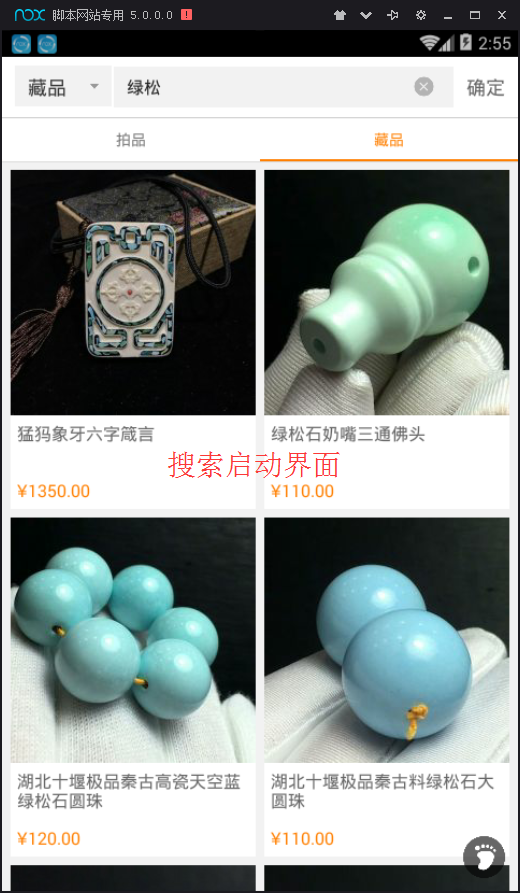 nox 脚本网站专用 5.0.0.0
2:55
藏品 绿松 确定
拍品 藏品
猛犸象牙六字箴言
¥1350.00
绿松石奶嘴三通佛头
¥110.00
搜索启动界面
湖北十堰极品秦古高瓷天空蓝
绿松石圆珠
¥120.00
湖北十堰极品秦古料绿松石大
圆珠
¥110.00